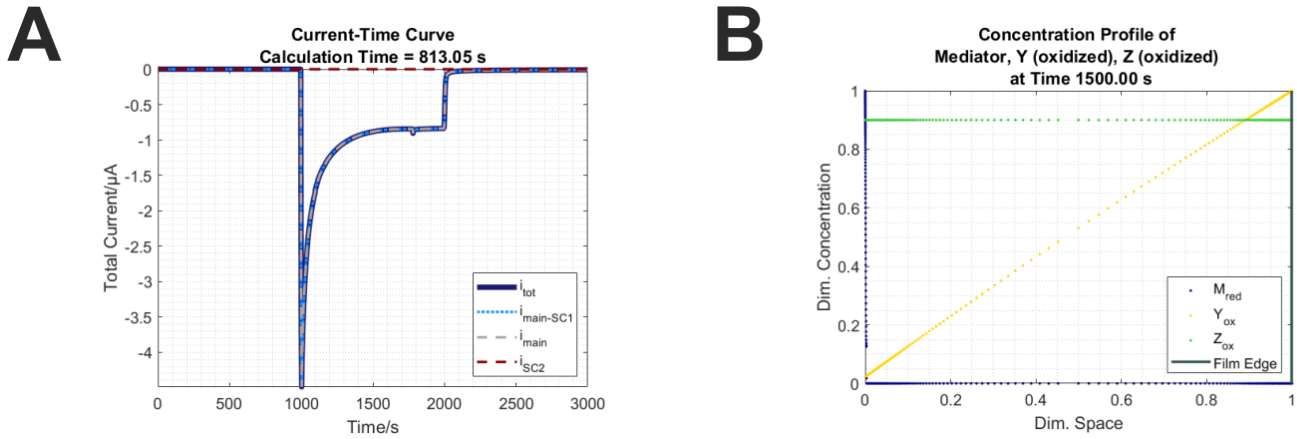 A
Current-Time Curve
Calculation Time = 813.05 s
0
-0.5
-1
-1.5
-2
-2.5
-3
-3.5
-4
Total Current/µA
0
500
1000
1500
2000
2500
3000
Time/s
i_tot
i_main-SC1
i_main
i_SC2
B
Concentration Profile of
Mediator, Y (oxidized), Z (oxidized)
at Time 1500.00 s
1
0.8
0.6
0.4
0.2
0
Dim. Concentration
0
0.2
0.4
0.6
0.8
1
Dim. Space
M_red
Y_ox
Z_ox
Film Edge